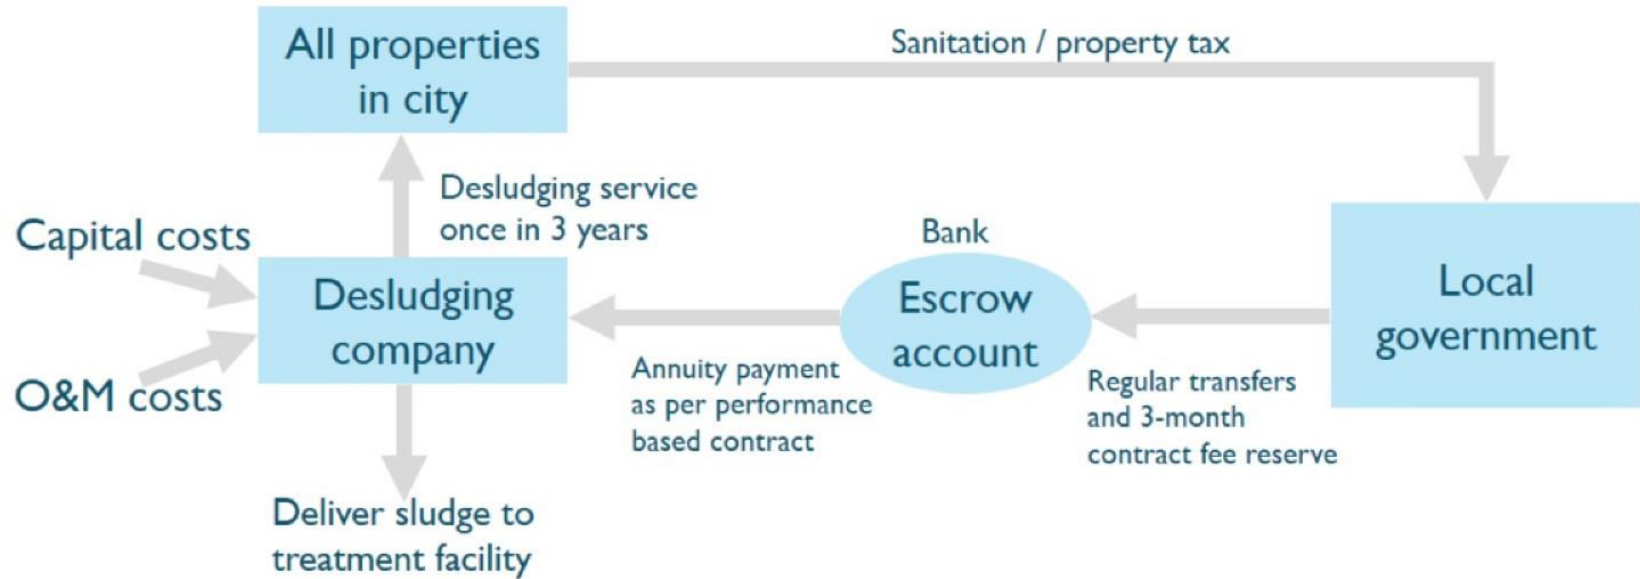 All properties
in city
Sanitation / property tax
Desludging service
once in 3 years
Capital costs
Desludging
company
O&M costs
Bank
Escrow
account
Local
government
Annuity payment
as per performance
based contract
Regular transfers
and 3-month
contract fee reserve
Deliver sludge to
treatment facility